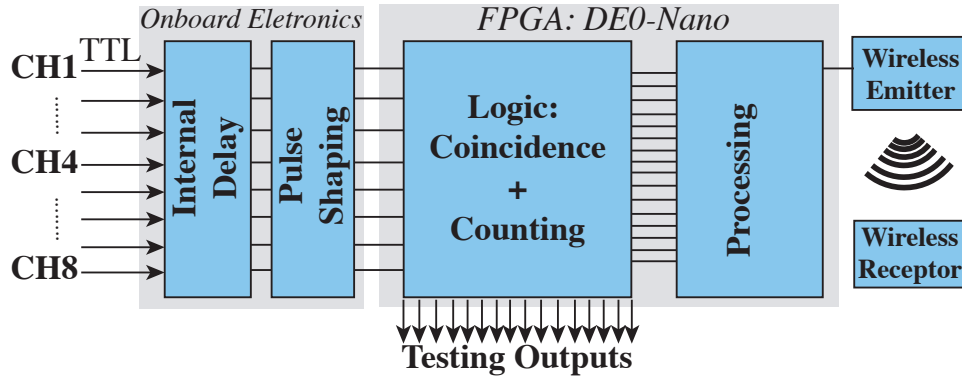 Onboard Eletronics
FPGA: DE0-Nano
TTL
CH1
CH4
CH8
Internal
Delay
Pulse
Shaping
Logic:
Coincidence
+
Counting
Processing
Wireless
Emitter
Wireless
Receptor
Testing Outputs